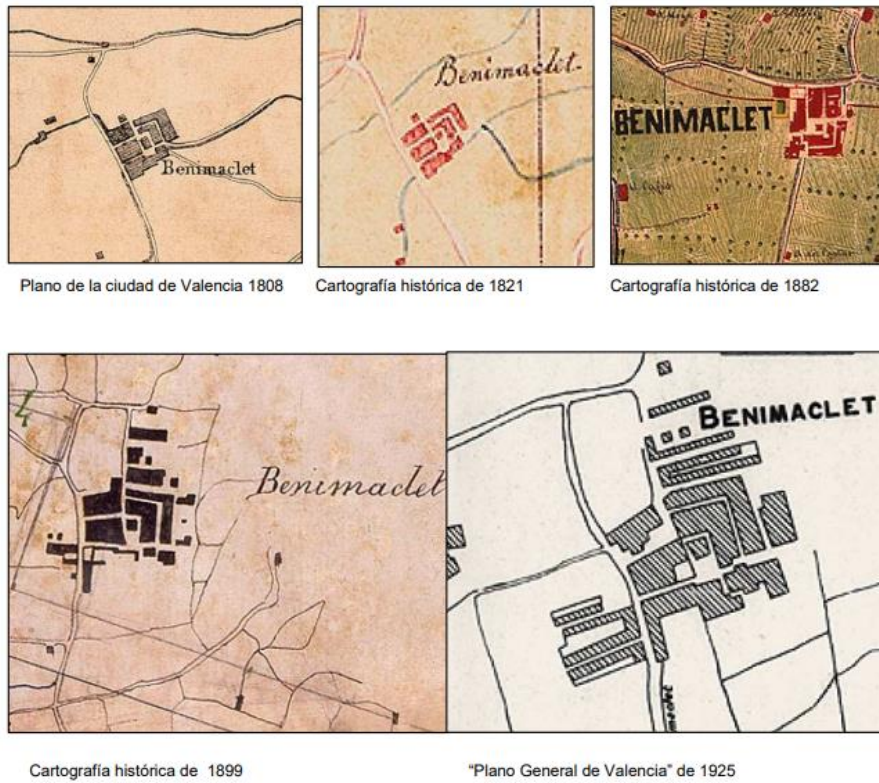 Benimaclet
Benimaclet.
BENIMACLET
Plano de la ciudad de Valencia 1808
Cartografía histórica de 1821
Cartografía histórica de 1882
4
Benimaclet
BENIMACLET
Cartografía histórica de 1899
“Plano General de Valencia” de 1925